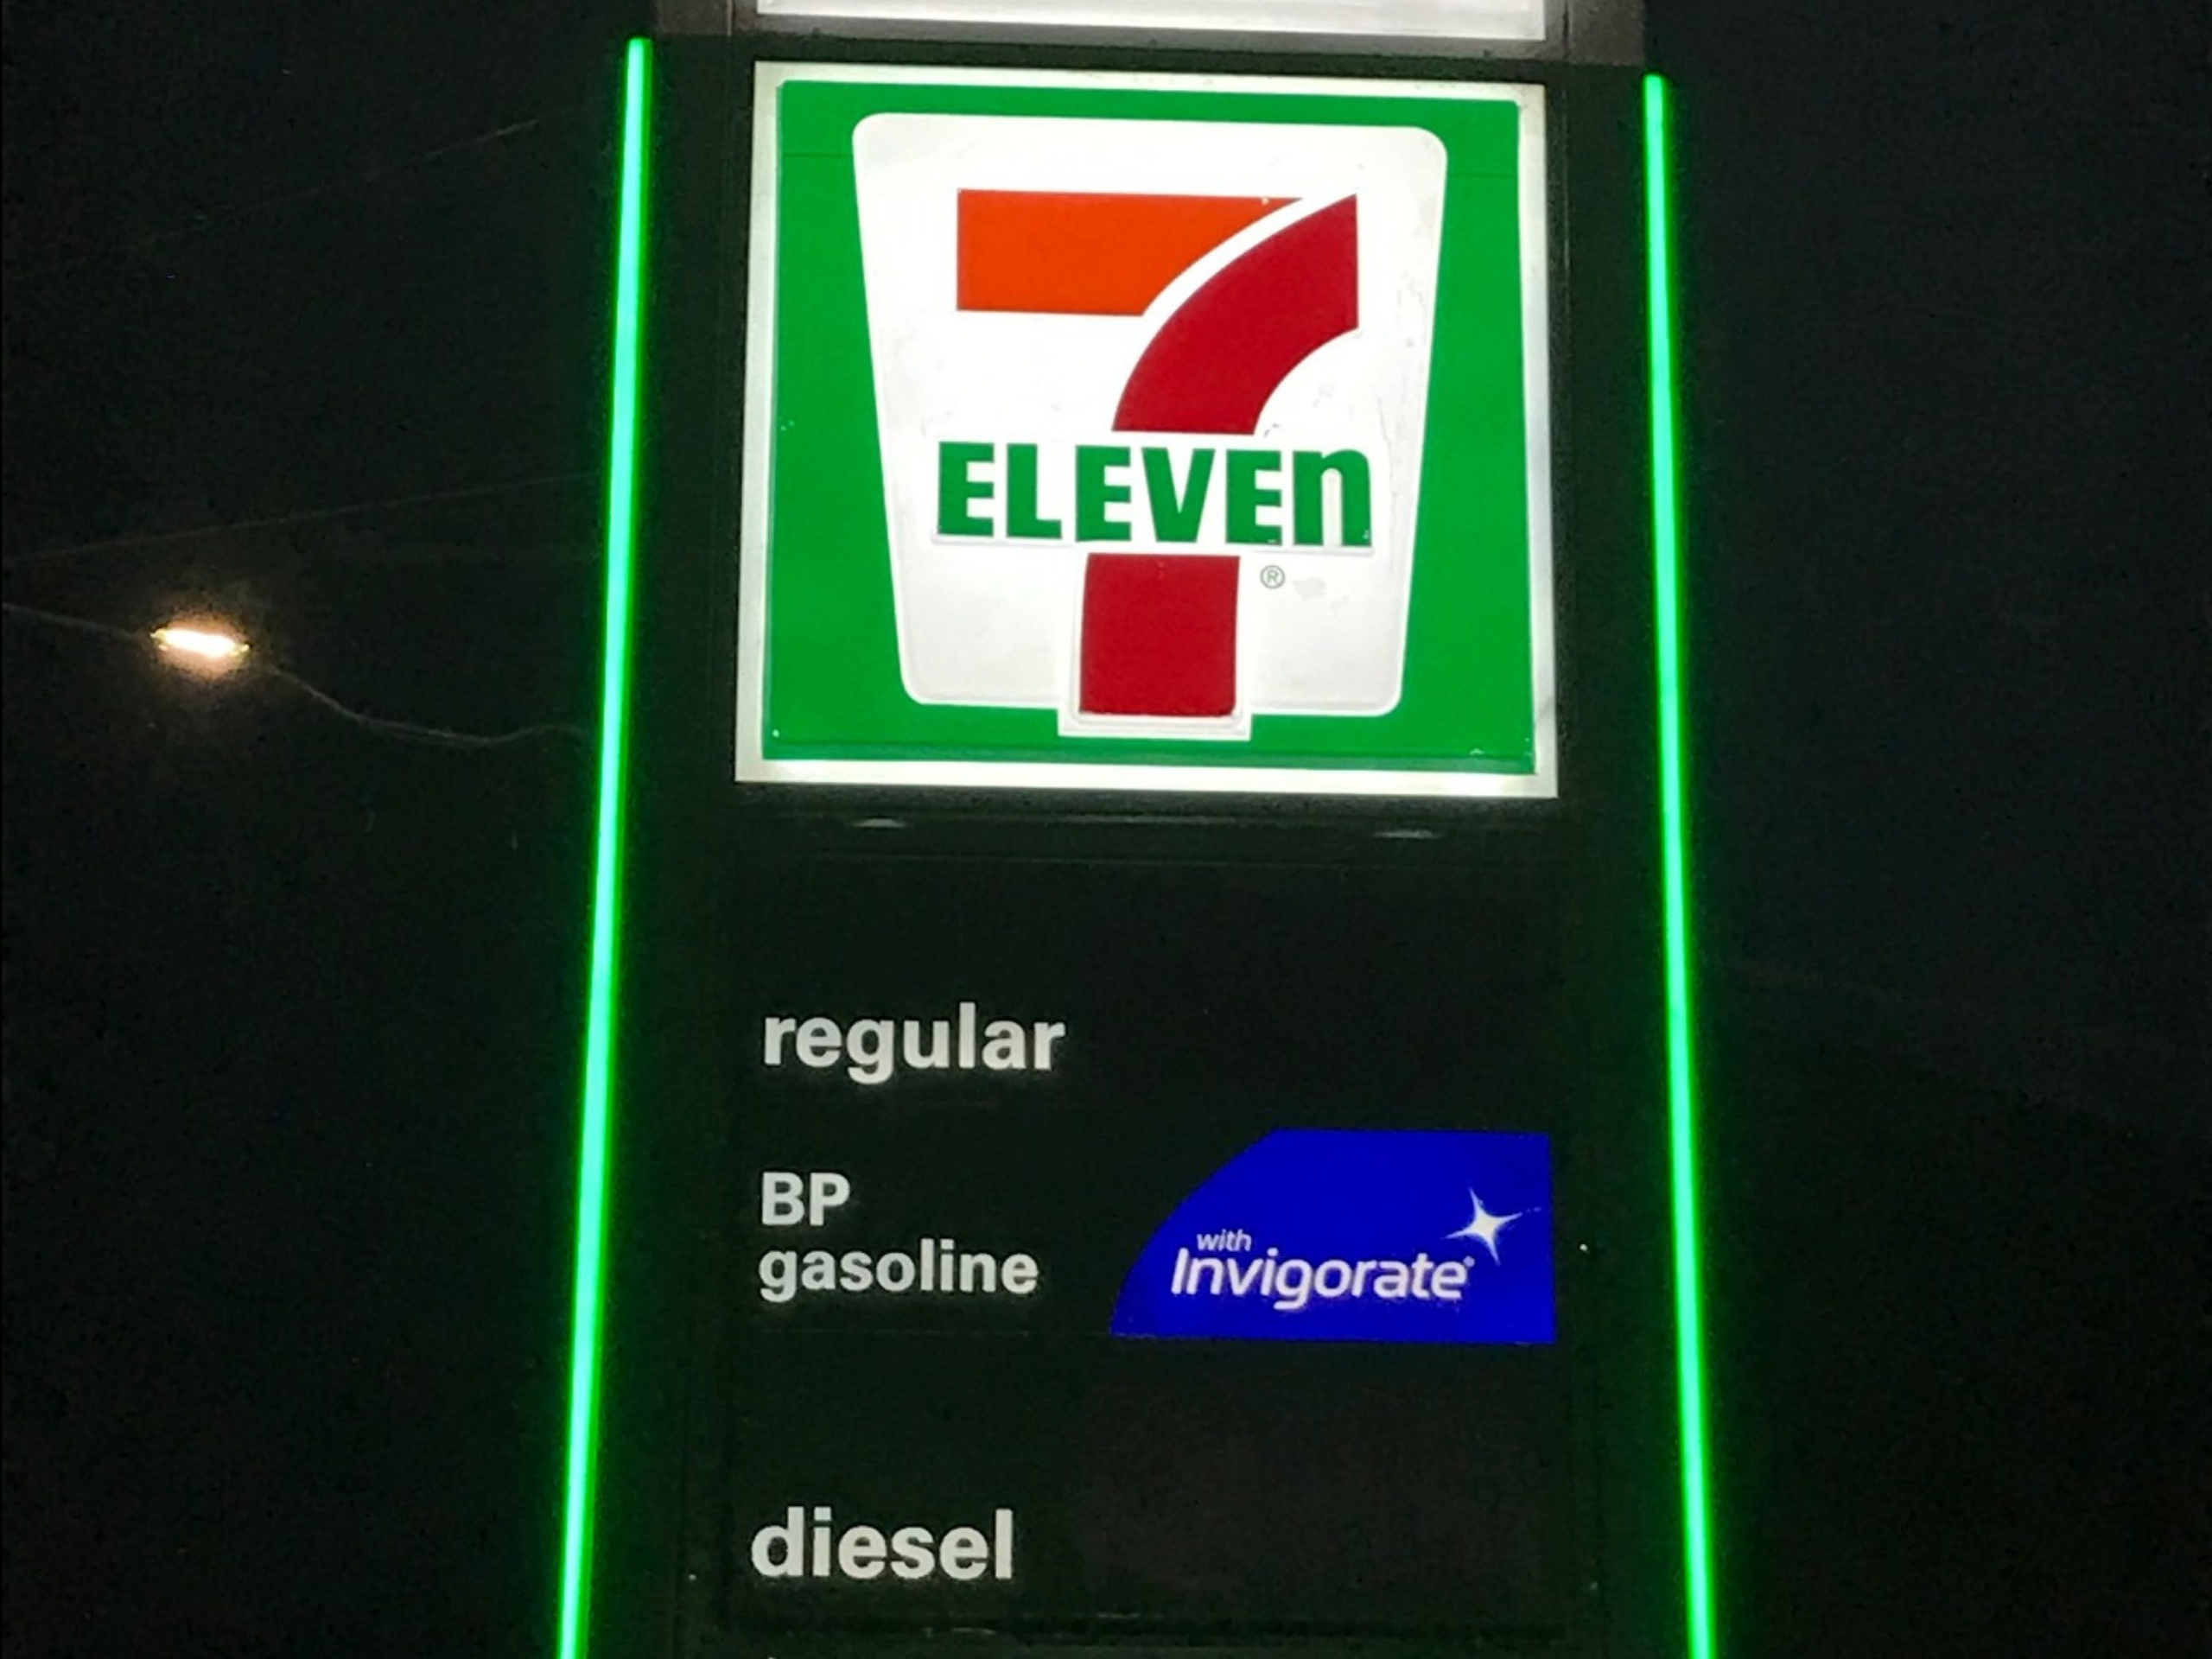 7
ELEVEn
®
regular
BP
gasoline
with
Invigorate
diesel